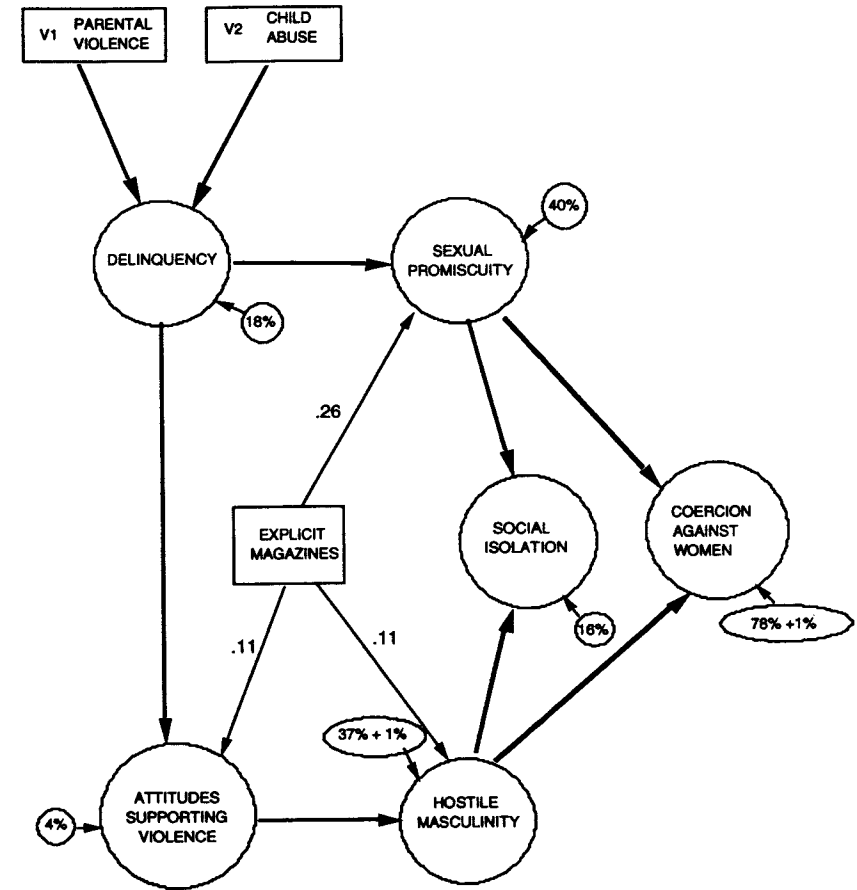 V1 PARENTAL
VIOLENCE
V2 CHILD
ABUSE
DELINQUENCY
18%
SEXUAL
PROMISCUITY
40%
.26
EXPLICIT
MAGAZINES
SOCIAL
ISOLATION
16%
COERCION
AGAINST
WOMEN
78% +1%
.11
.11
37% + 1%
4%
ATTITUDES
SUPPORTING
VIOLENCE
HOSTILE
MASCULINITY